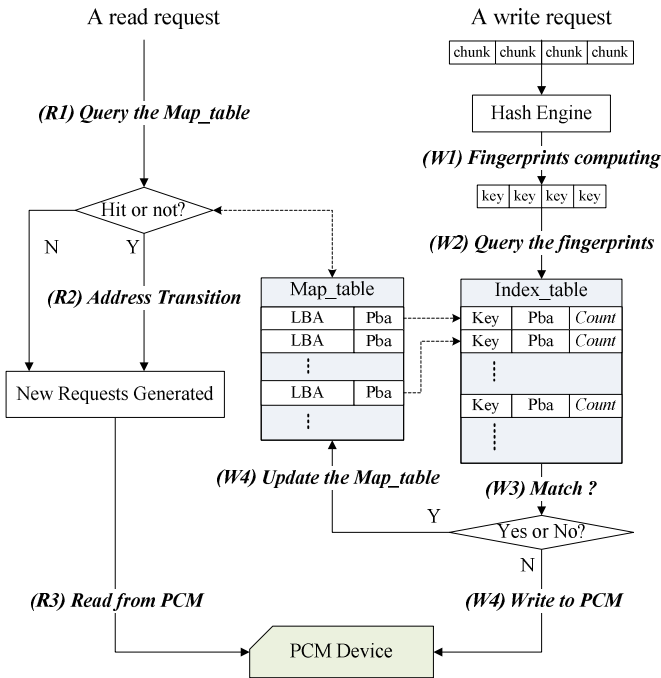 A read request
A write request
chunk chunk chunk chunk
(R1) Query the Map_table
Hash Engine
(W1) Fingerprints computing
key key key key
Hit or not?
(W2) Query the fingerprints
N
Y
(R2) Address Transition
Map_table
Index_table
LBA Pba
Key Pba Count
LBA Pba
Key Pba Count
New Requests Generated
LBA Pba
Key Pba Count
(W4) Update the Map_table
(W3) Match ?
Y
Yes or No?
N
(R3) Read from PCM
(W4) Write to PCM
PCM Device